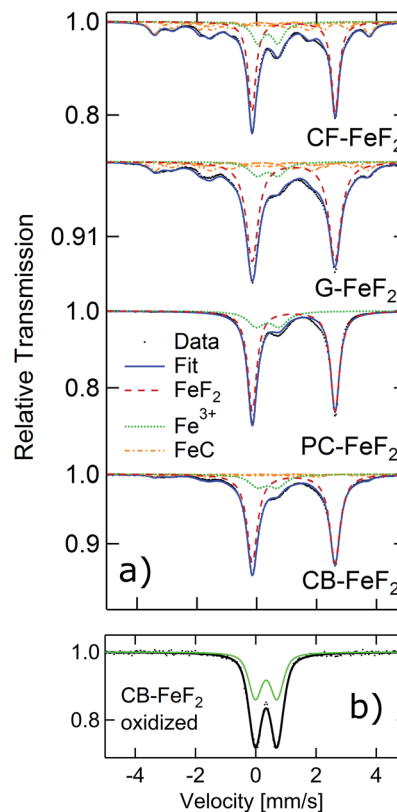 Relative Transmission
1.0
0.8
CF-FeF₂
0.91
G-FeF₂
1.0
Data
Fit
FeF₂
Fe³⁺
FeC
0.8
PC-FeF₂
1.0
0.9
a)
CB-FeF₂
1.0
CB-FeF₂
oxidized
b)
0.8
-4 -2 0 2 4
Velocity [mm/s]